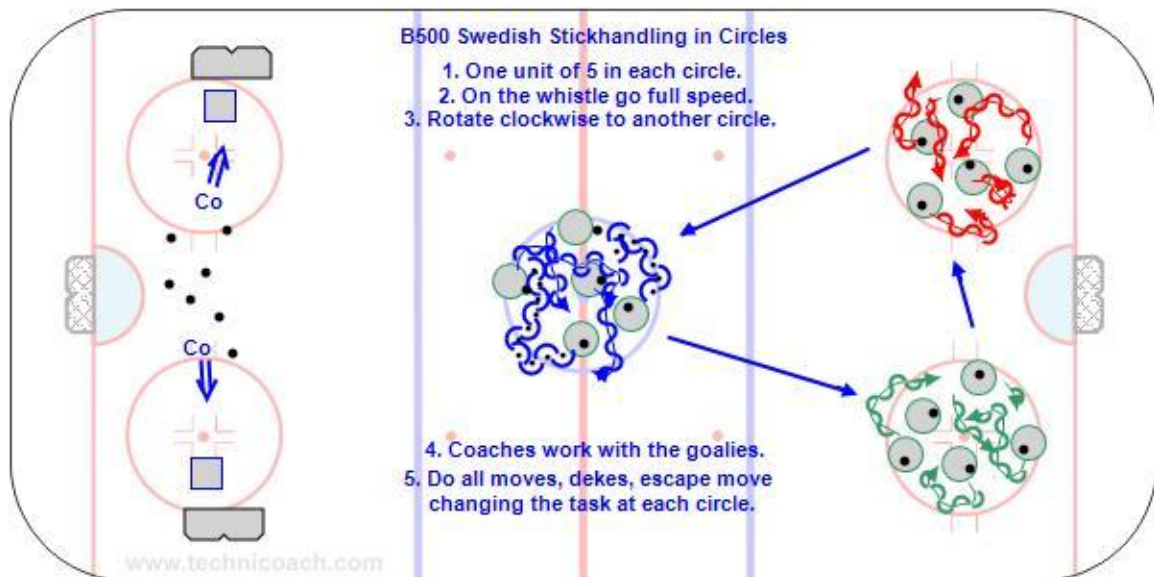 B500 Swedish Stickhandling in Circles
1. One unit of 5 in each circle.
2. On the whistle go full speed.
3. Rotate clockwise to another circle.
Co
Co
4. Coaches work with the goalies.
5. Do all moves, dekes, escape move
changing the task at each circle.
www.technicoach.com